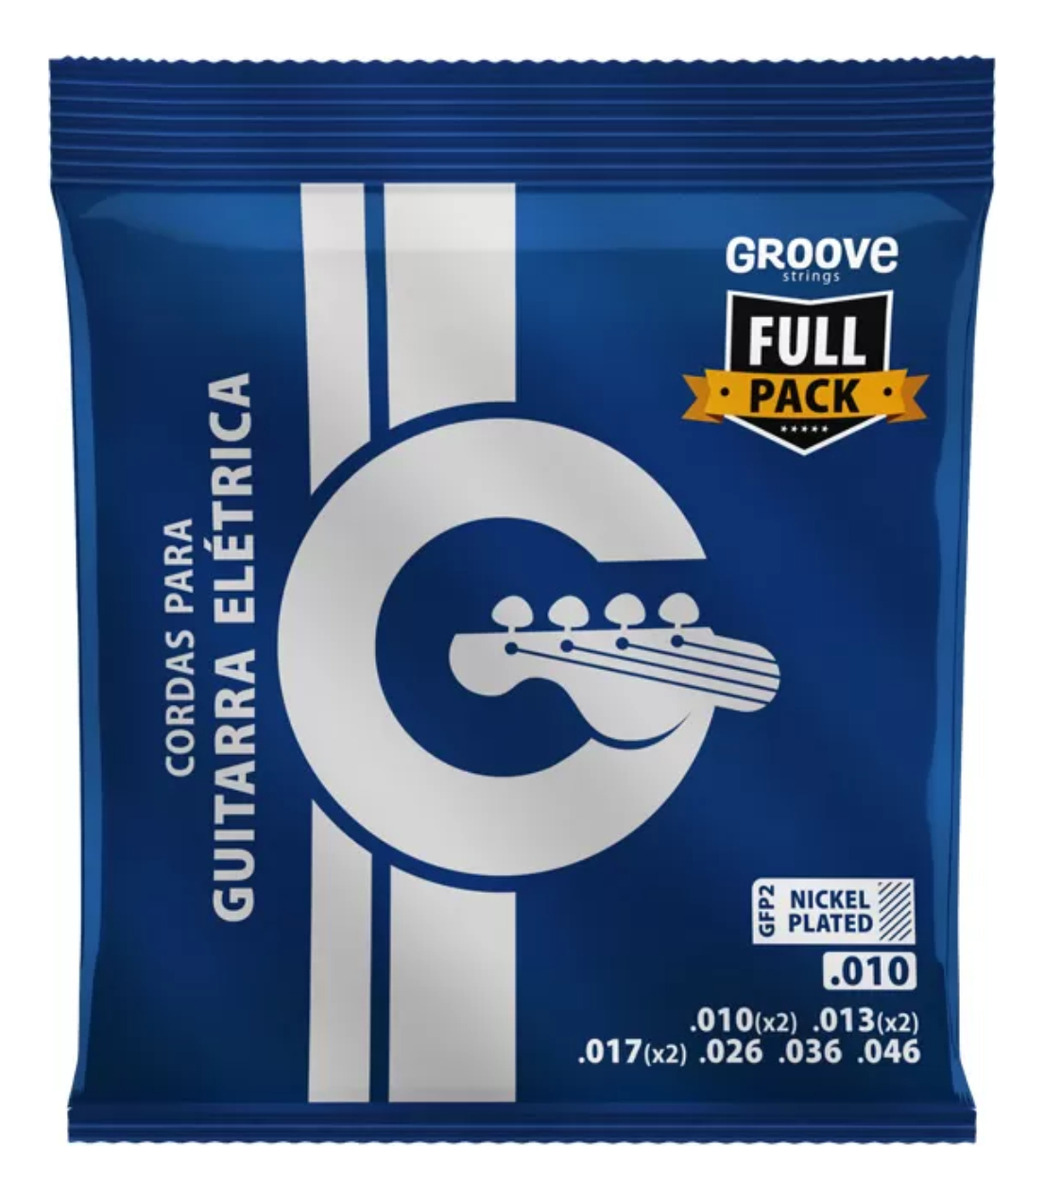 GROOVE
strings
FULL
PACK
CORDAS PARA
GUITARRA ELÉTRICA
GFP2
NICKEL
PLATED
.010
.010(x2) .013(x2)
.017(x2) .026 .036 .046